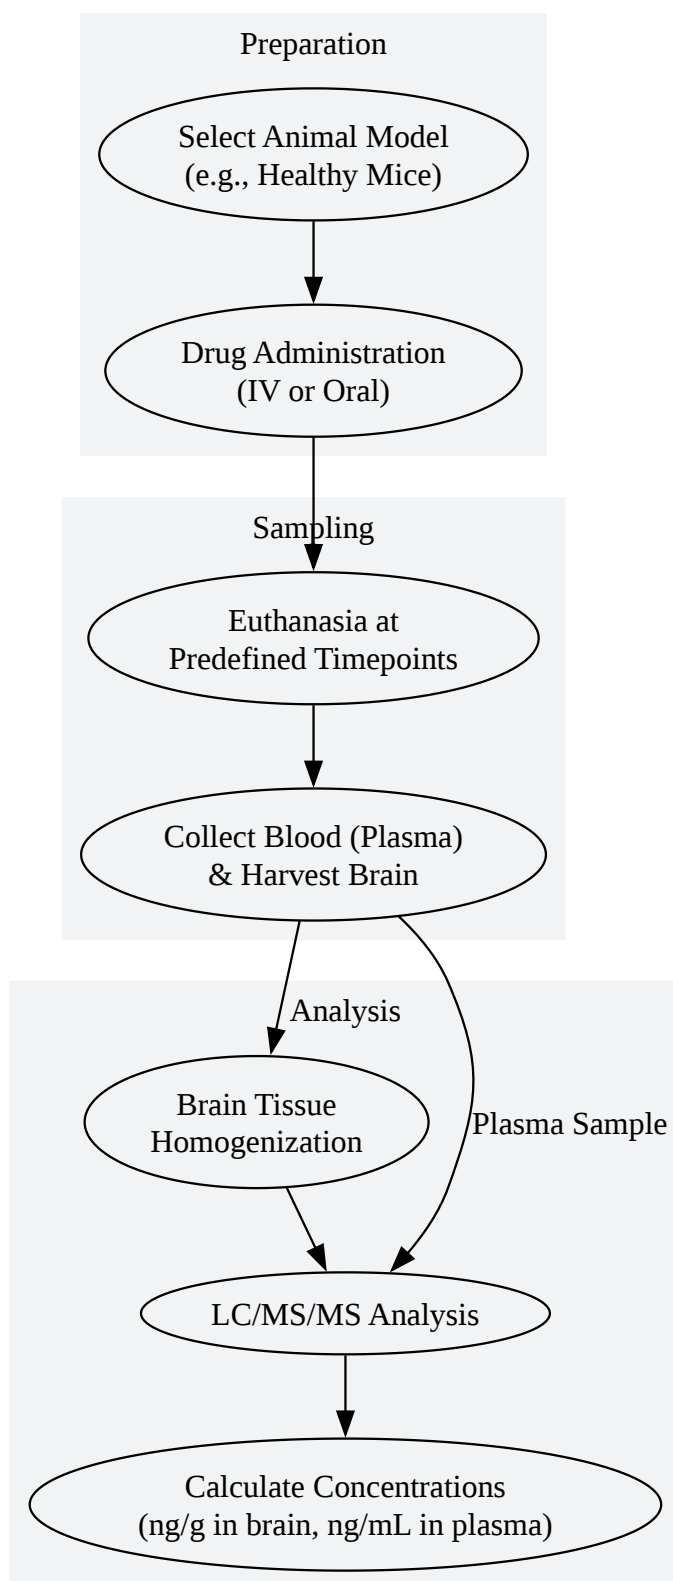 Preparation
Select Animal Model
(e.g., Healthy Mice)
Drug Administration
(IV or Oral)
Sampling
Euthanasia at
Predefined Timepoints
Collect Blood (Plasma)
& Harvest Brain
Analysis
Brain Tissue
Homogenization
Plasma Sample
LC/MS/MS Analysis
Calculate Concentrations
(ng/g in brain, ng/mL in plasma)